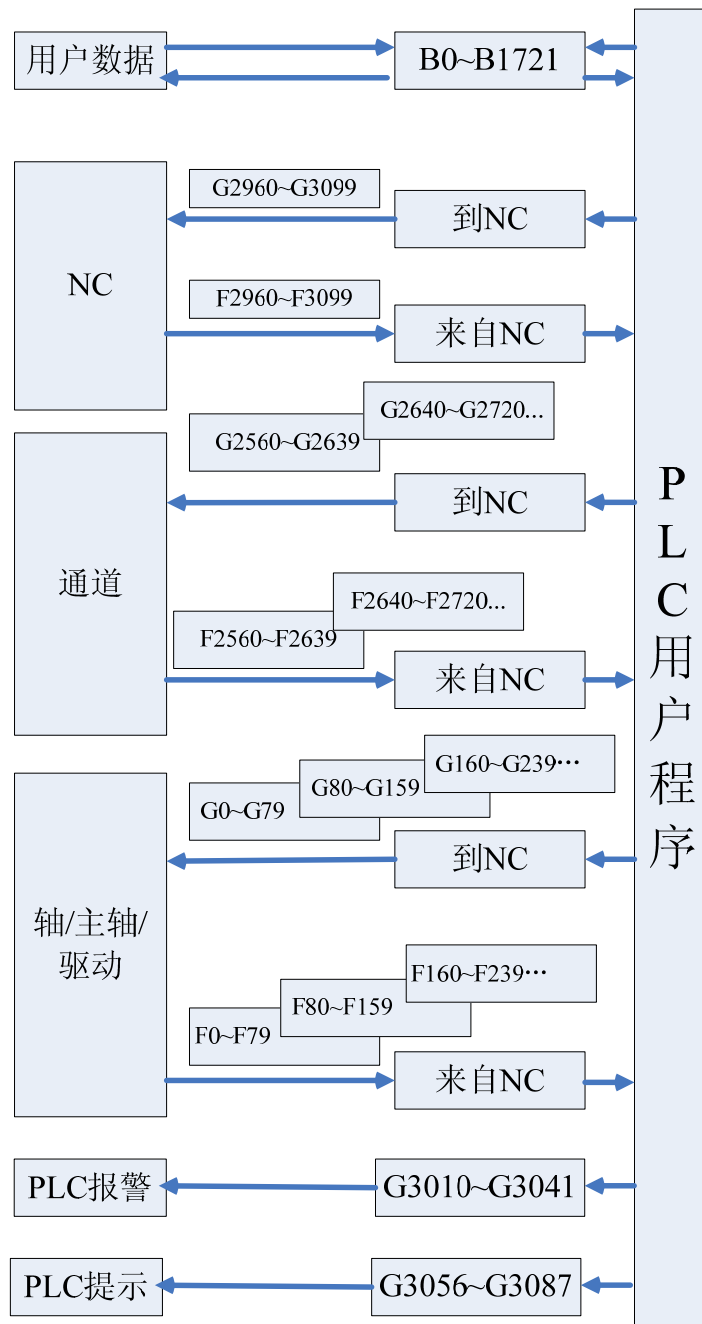 用户数据
B0~B1721
NC
G2960~G3099
到NC
F2960~F3099
来自NC
通道
G2560~G2639
G2640~G2720...
到NC
F2560~F2639
F2640~F2720...
来自NC
轴/主轴/
驱动
G0~G79
G80~G159
G160~G239…
到NC
F0~F79
F80~F159
F160~F239…
来自NC
PLC报警
G3010~G3041
PLC提示
G3056~G3087
PLC用户程序